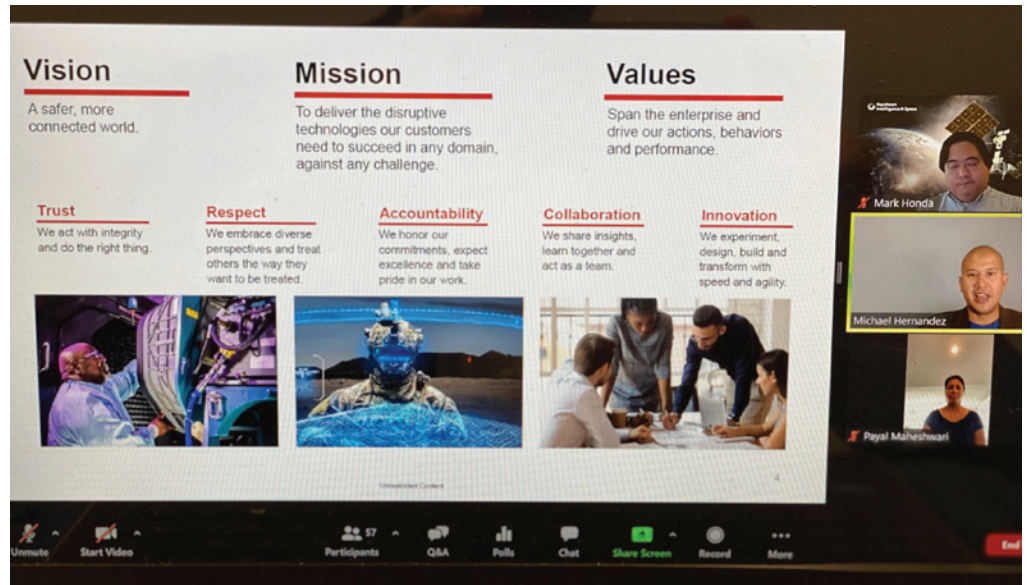 Vision
A safer, more
connected world.
Mission
To deliver the disruptive
technologies our customers
need to succeed in any domain,
against any challenge.
Values
Span the enterprise and
drive our actions, behaviors
and performance.
Trust
We act with integrity
and do the right thing.
Respect
We embrace diverse
perspectives and treat
others the way they
want to be treated.
Accountability
We honor our
commitments, expect
excellence and take
pride in our work.
Collaboration
We share insights,
learn together and
act as a team.
Innovation
We experiment,
design, build and
transform with
speed and agility.
Unrestricted Content
4
Raytheon
Intelligence & Space
Mark Honda
Michael Hernandez
Payal Maheshwari
Unmute
Start Video
57
Participants
Q&A
Polls
Chat
Share Screen
Record
More
End